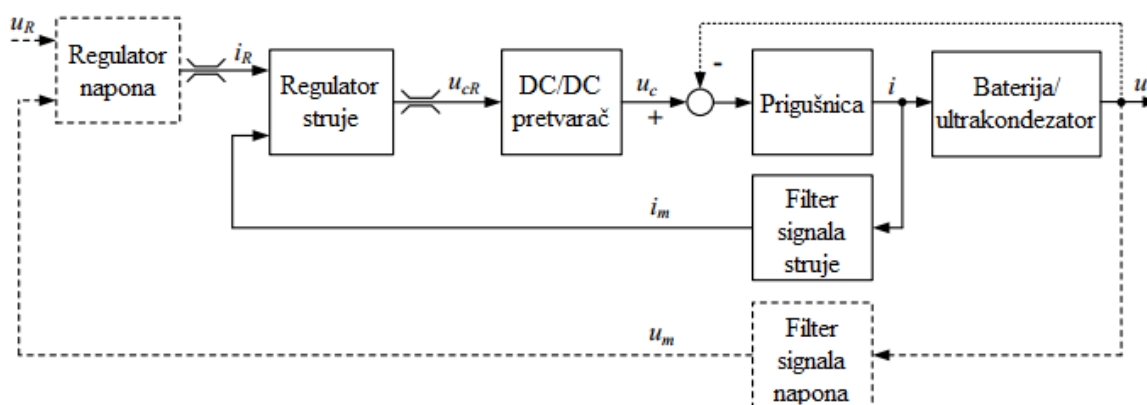 u_R
Regulator
napona
i_R
Regulator
struje
u_cR
DC/DC
pretvarač
u_c
+
-
Prigušnica
i
Baterija/
ultrakondezator
u
i_m
Filter
signala
struje
u_m
Filter
signala
napona